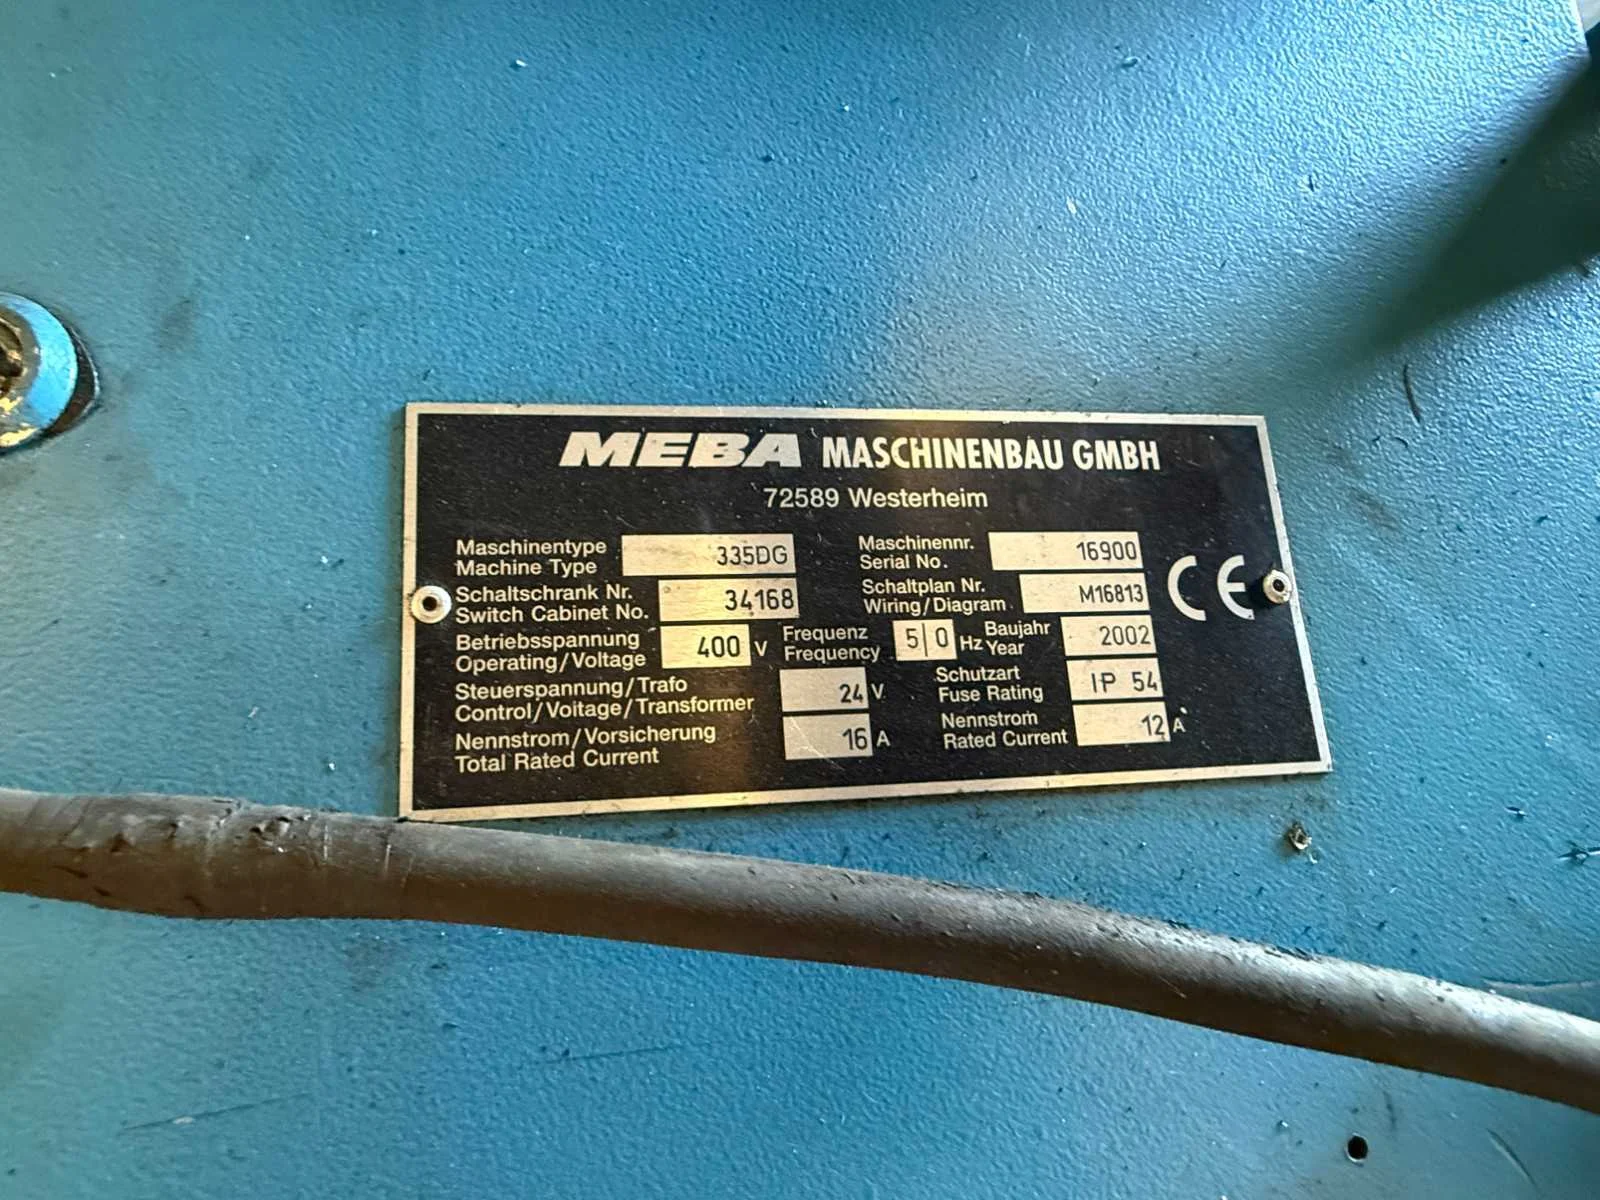 MEBA MASCHINENBAU GMBH
72589 Westerheim
Maschinentype
Machine Type 335DG
Maschinennr.
Serial No. 16900
Schaltschrank Nr.
Switch Cabinet No. 34168
Schaltplan Nr.
Wiring/Diagram M16813
CE
Betriebsspannung
Operating/Voltage 400 V
Frequenz
Frequency 5|0 Hz
Baujahr
Year 2002
Steuerspannung/Trafo
Control/Voltage/Transformer 24 V
Schutzart
Fuse Rating IP 54
Nennstrom/Vorsicherung
Total Rated Current 16 A
Nennstrom
Rated Current 12 A